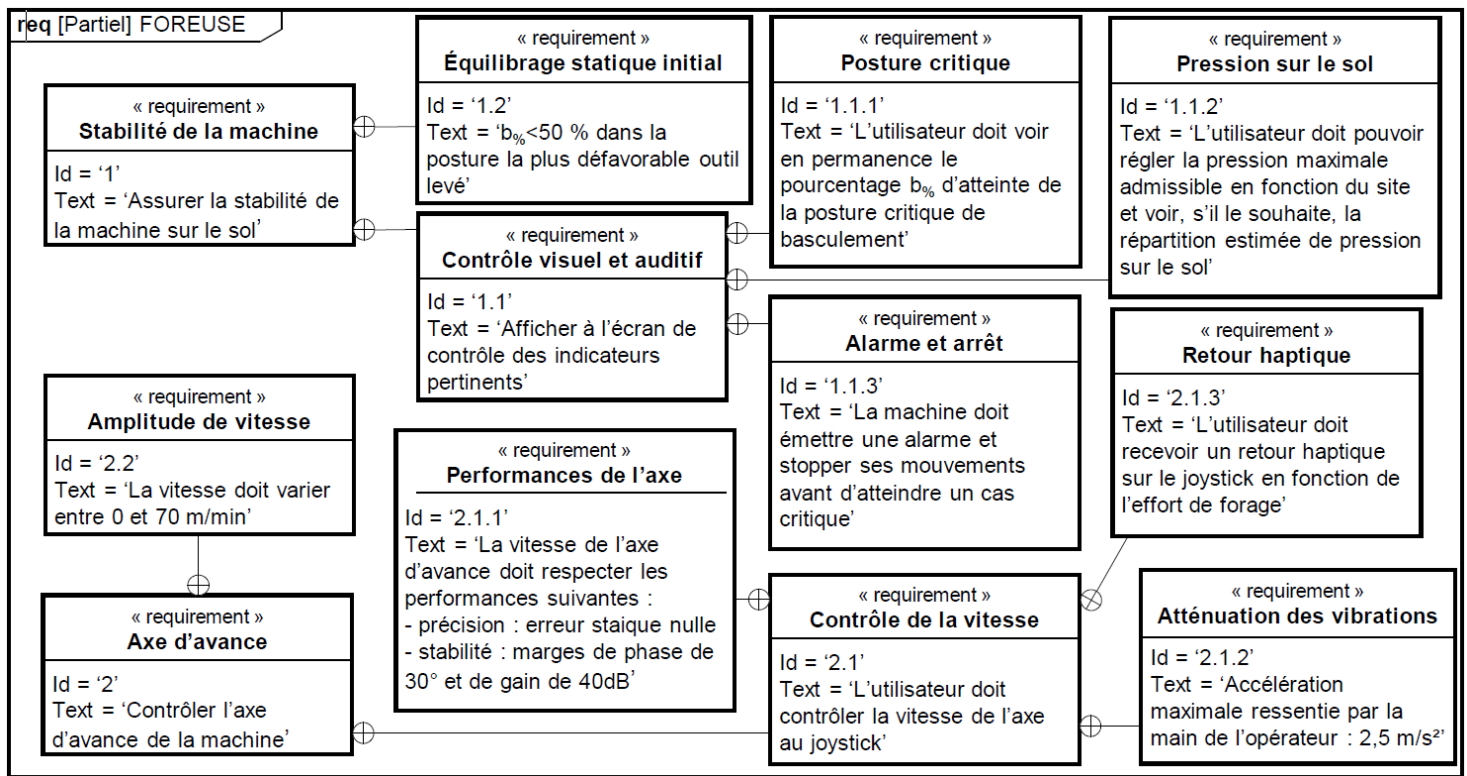 req [Partiel] FOREUSE
« requirement »
Équilibrage statique initial
Id = ‘1.2’
Text = ‘b%<50 % dans la
posture la plus défavorable outil
levé’
« requirement »
Posture critique
Id = ‘1.1.1’
Text = ‘L’utilisateur doit voir
en permanence le
pourcentage b% d’atteinte de
la posture critique de
basculement’
« requirement »
Pression sur le sol
Id = ‘1.1.2’
Text = ‘L’utilisateur doit pouvoir
régler la pression maximale
admissible en fonction du site
et voir, s’il le souhaite, la
répartition estimée de pression
sur le sol’
« requirement »
Stabilité de la machine
Id = ‘1’
Text = ‘Assurer la stabilité de
la machine sur le sol’
« requirement »
Contrôle visuel et auditif
Id = ‘1.1’
Text = ‘Afficher à l’écran de
contrôle des indicateurs
pertinents’
« requirement »
Alarme et arrêt
Id = ‘1.1.3’
Text = ‘La machine doit
émettre une alarme et
stopper ses mouvements
avant d’atteindre un cas
critique’
« requirement »
Retour haptique
Id = ‘2.1.3’
Text = ‘L’utilisateur doit
recevoir un retour haptique
sur le joystick en fonction de
l’effort de forage’
« requirement »
Amplitude de vitesse
Id = ‘2.2’
Text = ‘La vitesse doit varier
entre 0 et 70 m/min’
« requirement »
Performances de l’axe
Id = ‘2.1.1’
Text = ‘La vitesse de l’axe
d’avance doit respecter les
performances suivantes :
- précision : erreur staique nulle
- stabilité : marges de phase de
30° et de gain de 40dB’
« requirement »
Axe d’avance
Id = ‘2’
Text = ‘Contrôler l’axe
d’avance de la machine’
« requirement »
Contrôle de la vitesse
Id = ‘2.1’
Text = ‘L’utilisateur doit
contrôler la vitesse de l’axe
au joystick’
« requirement »
Atténuation des vibrations
Id = ‘2.1.2’
Text = ‘Accélération
maximale ressentie par la
main de l’opérateur : 2,5 m/s²’